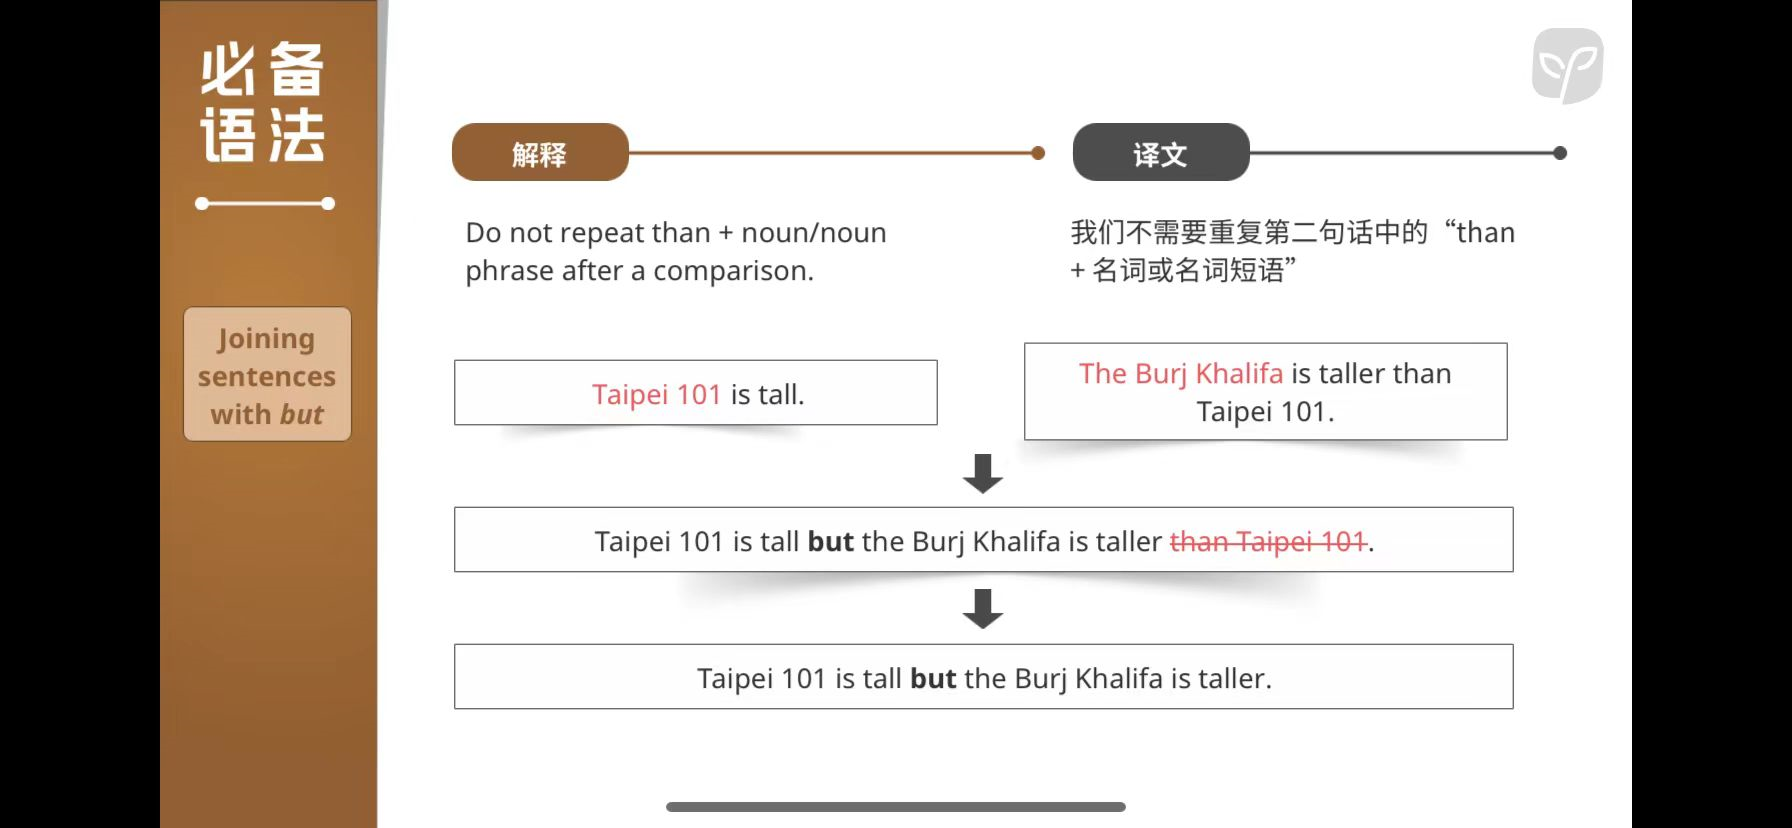 必备
语法
Joining
sentences
with but
解释
Do not repeat than + noun/noun
phrase after a comparison.
译文
我们不需要重复第二句话中的“than
+ 名词或名词短语”
Taipei 101 is tall.
The Burj Khalifa is taller than
Taipei 101.
Taipei 101 is tall but the Burj Khalifa is taller than Taipei 101.
Taipei 101 is tall but the Burj Khalifa is taller.